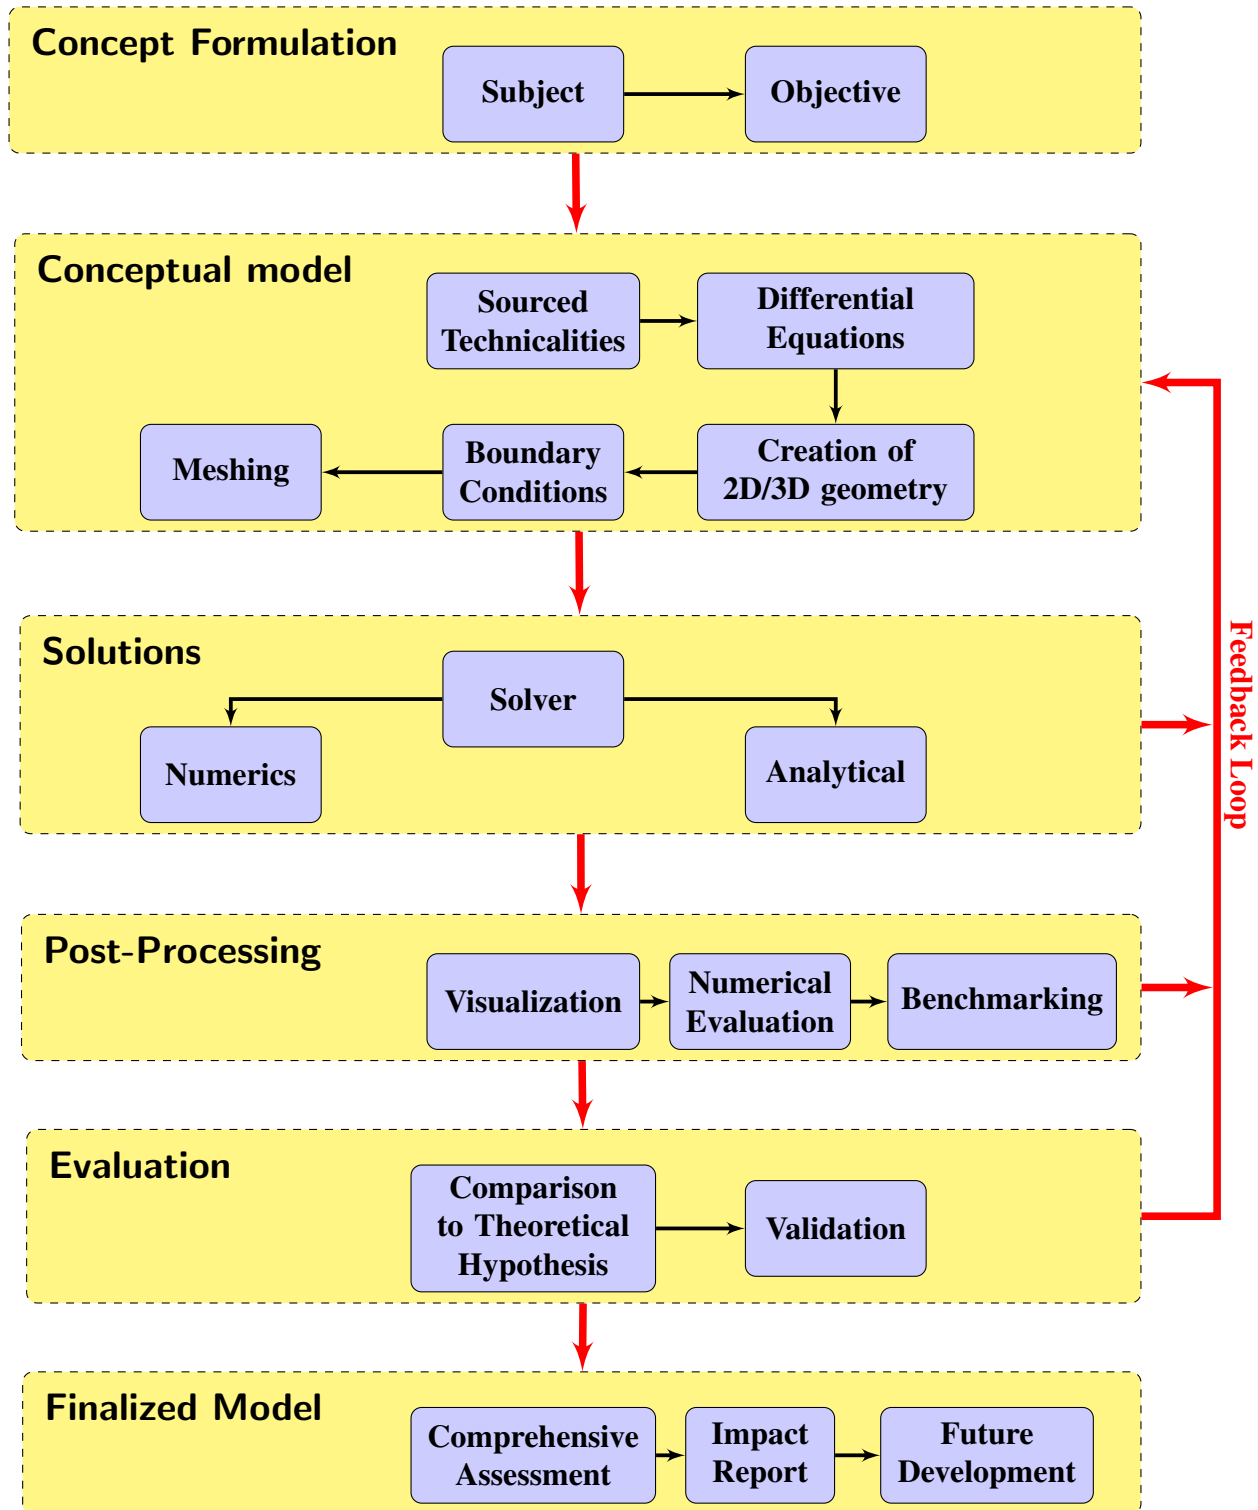 Concept Formulation
Subject
Objective
Conceptual model
Sourced
Technicalities
Differential
Equations
Meshing
Boundary
Conditions
Creation of
2D/3D geometry
Solutions
Solver
Numerics
Analytical
Feedback Loop
Post-Processing
Visualization
Numerical
Evaluation
Benchmarking
Evaluation
Comparison
to Theoretical
Hypothesis
Validation
Finalized Model
Comprehensive
Assessment
Impact
Report
Future
Development